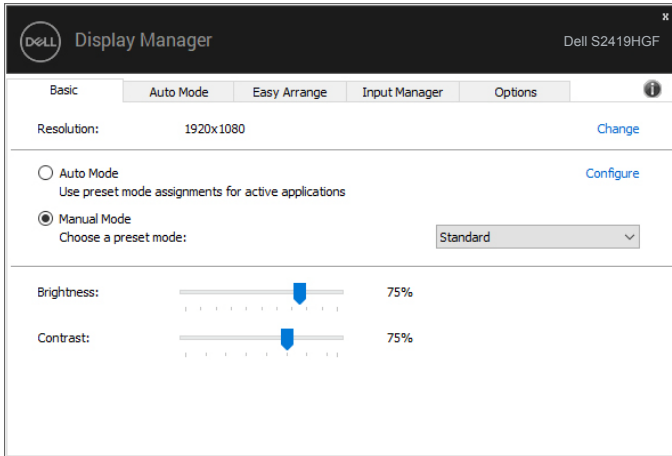 x
DELL Display Manager Dell S2419HGF
Basic Auto Mode Easy Arrange Input Manager Options i
Resolution: 1920x1080 Change
Auto Mode Configure
Use preset mode assignments for active applications
Manual Mode
Choose a preset mode: Standard
Brightness: 75%
Contrast: 75%